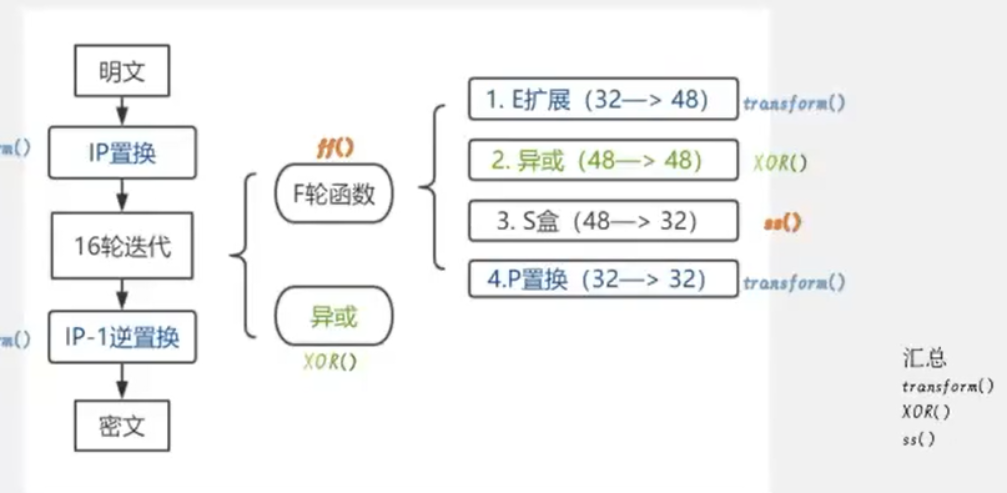 明文
m()
IP置换
16轮迭代
m()
IP-1逆置换
密文
ff()
F轮函数
异或
XOR()
1. E扩展（32—> 48）
transform()
2. 异或（48—> 48）
XOR()
3. S盒（48—> 32）
ss()
4.P置换（32—> 32）
transform()
汇总
transform()
XOR()
ss()